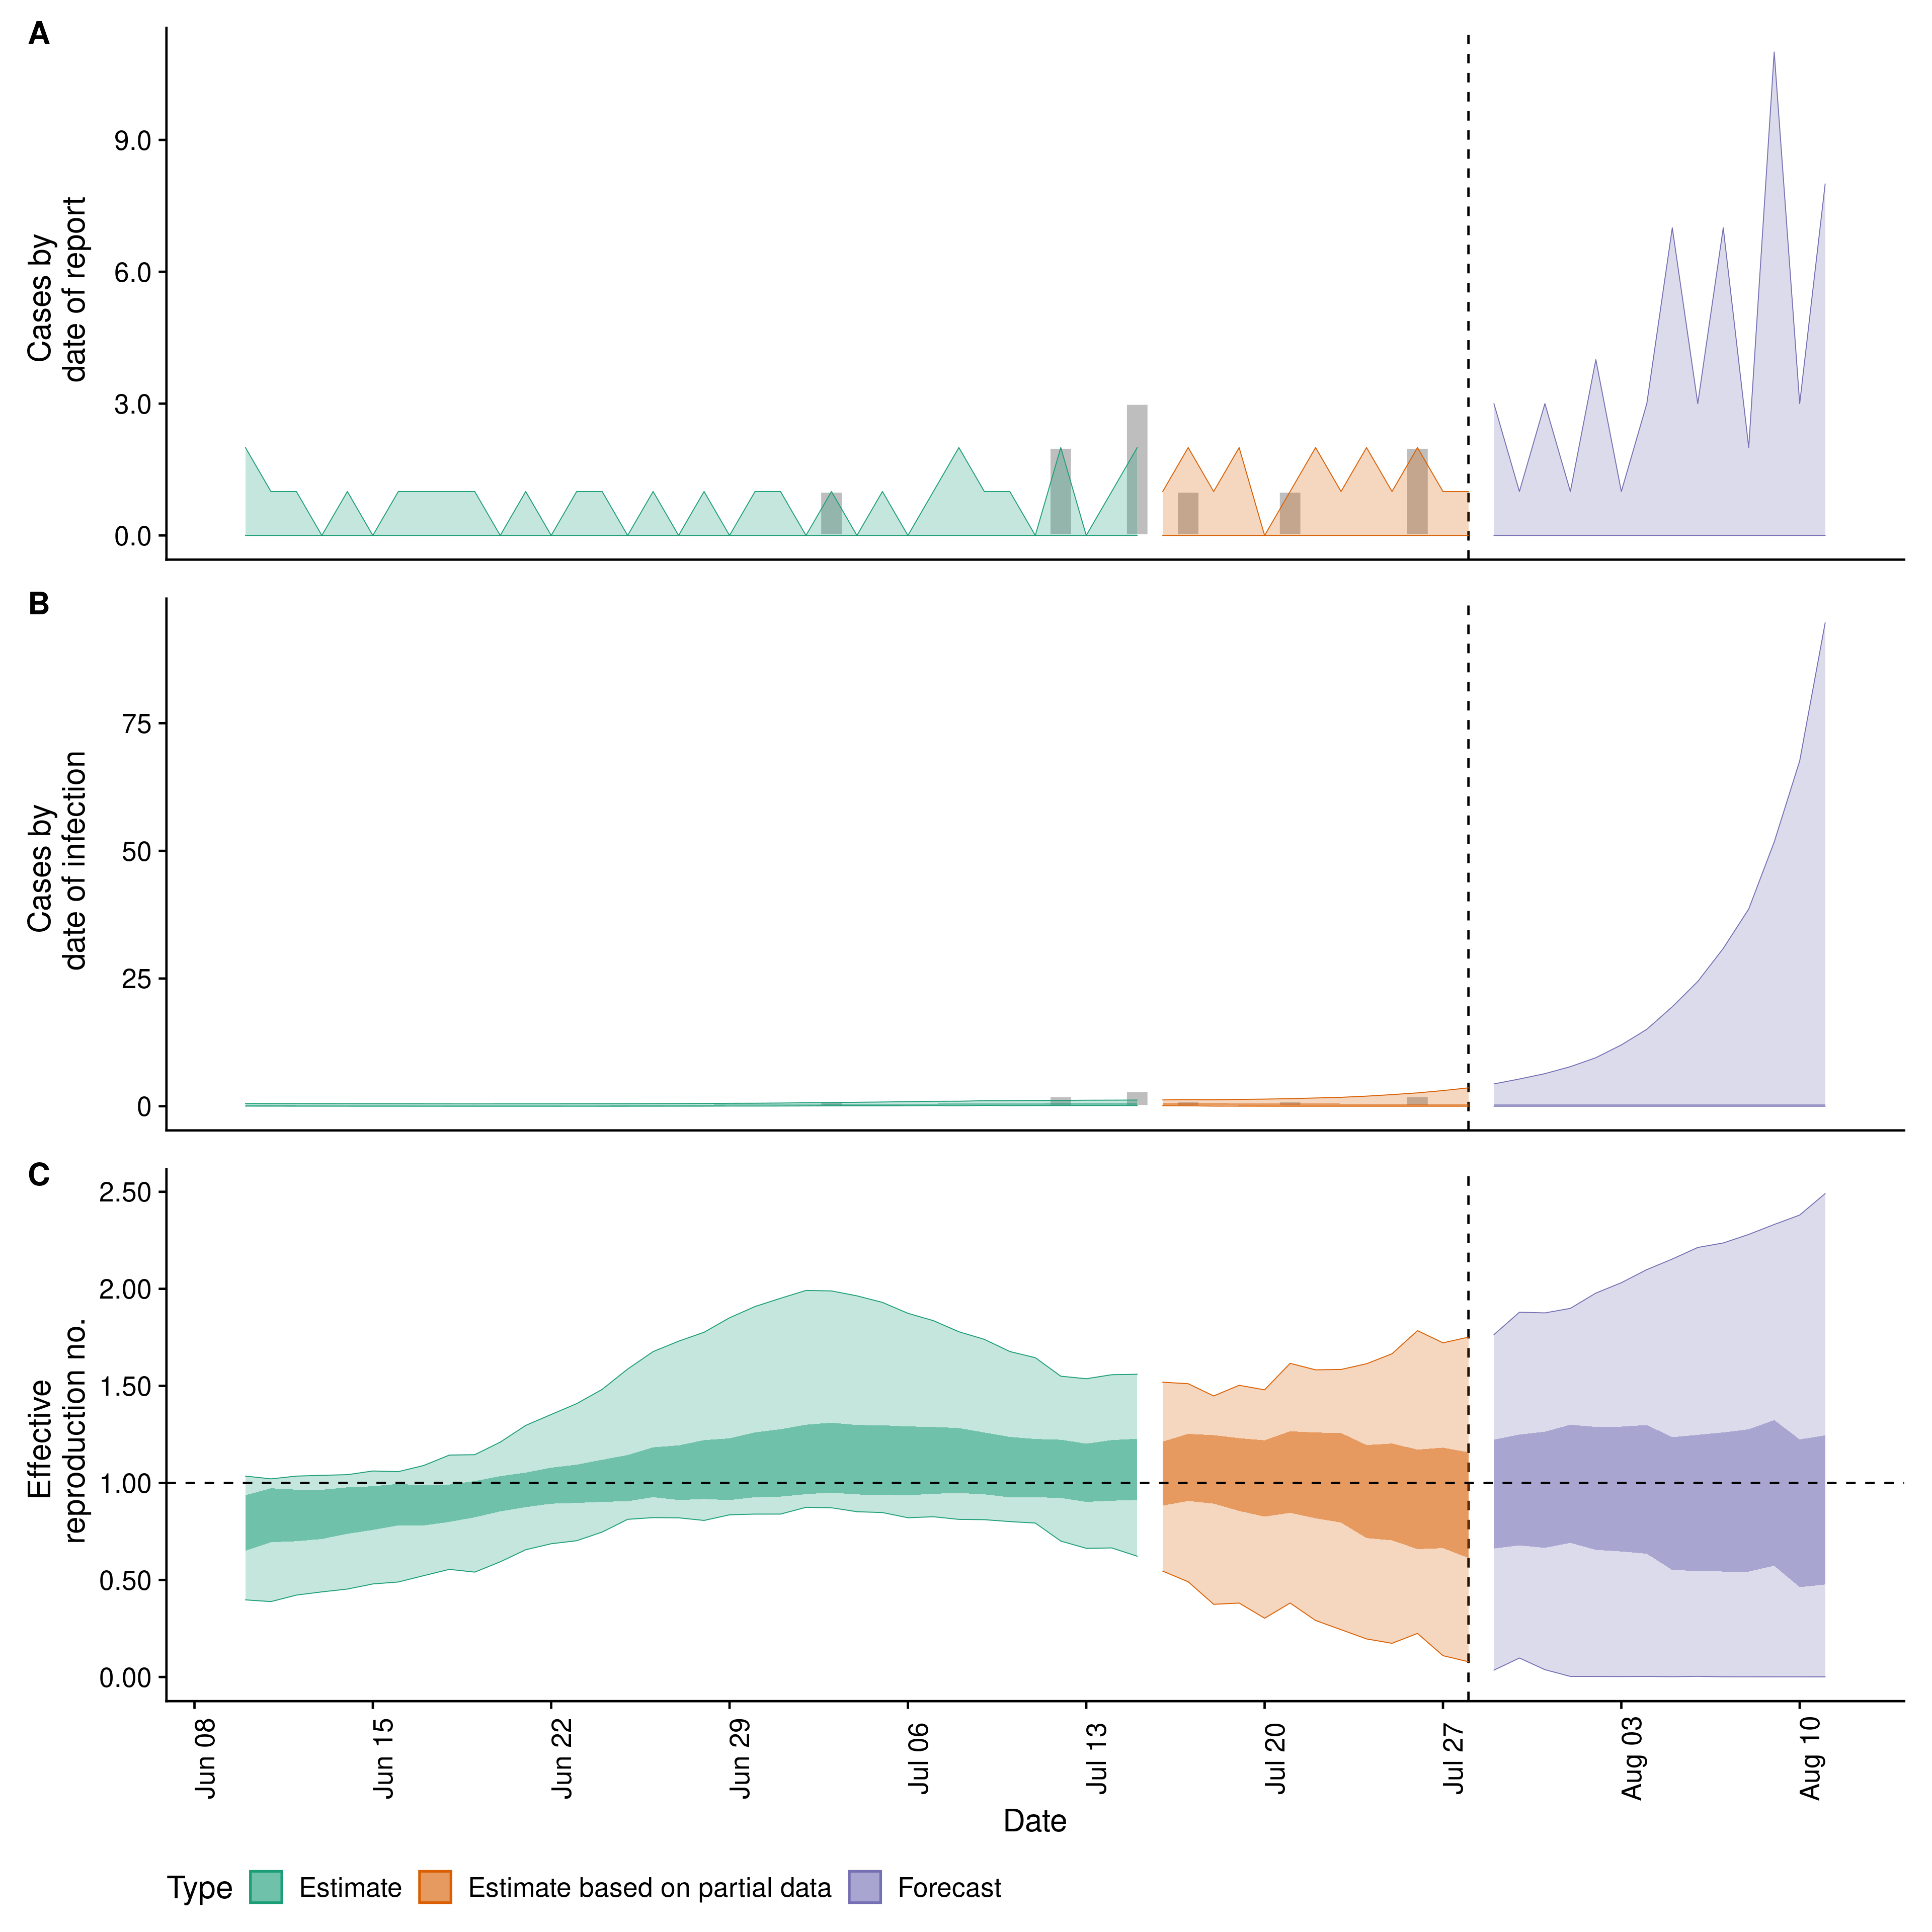 A
Cases by
date of report
9.0
6.0
3.0
0.0
B
Cases by
date of infection
75
50
25
0
C
Effective
reproduction no.
2.50
2.00
1.50
1.00
0.50
0.00
Jun 08
Jun 15
Jun 22
Jun 29
Jul 06
Jul 13
Jul 20
Jul 27
Aug 03
Aug 10
Date
Type Estimate Estimate based on partial data Forecast